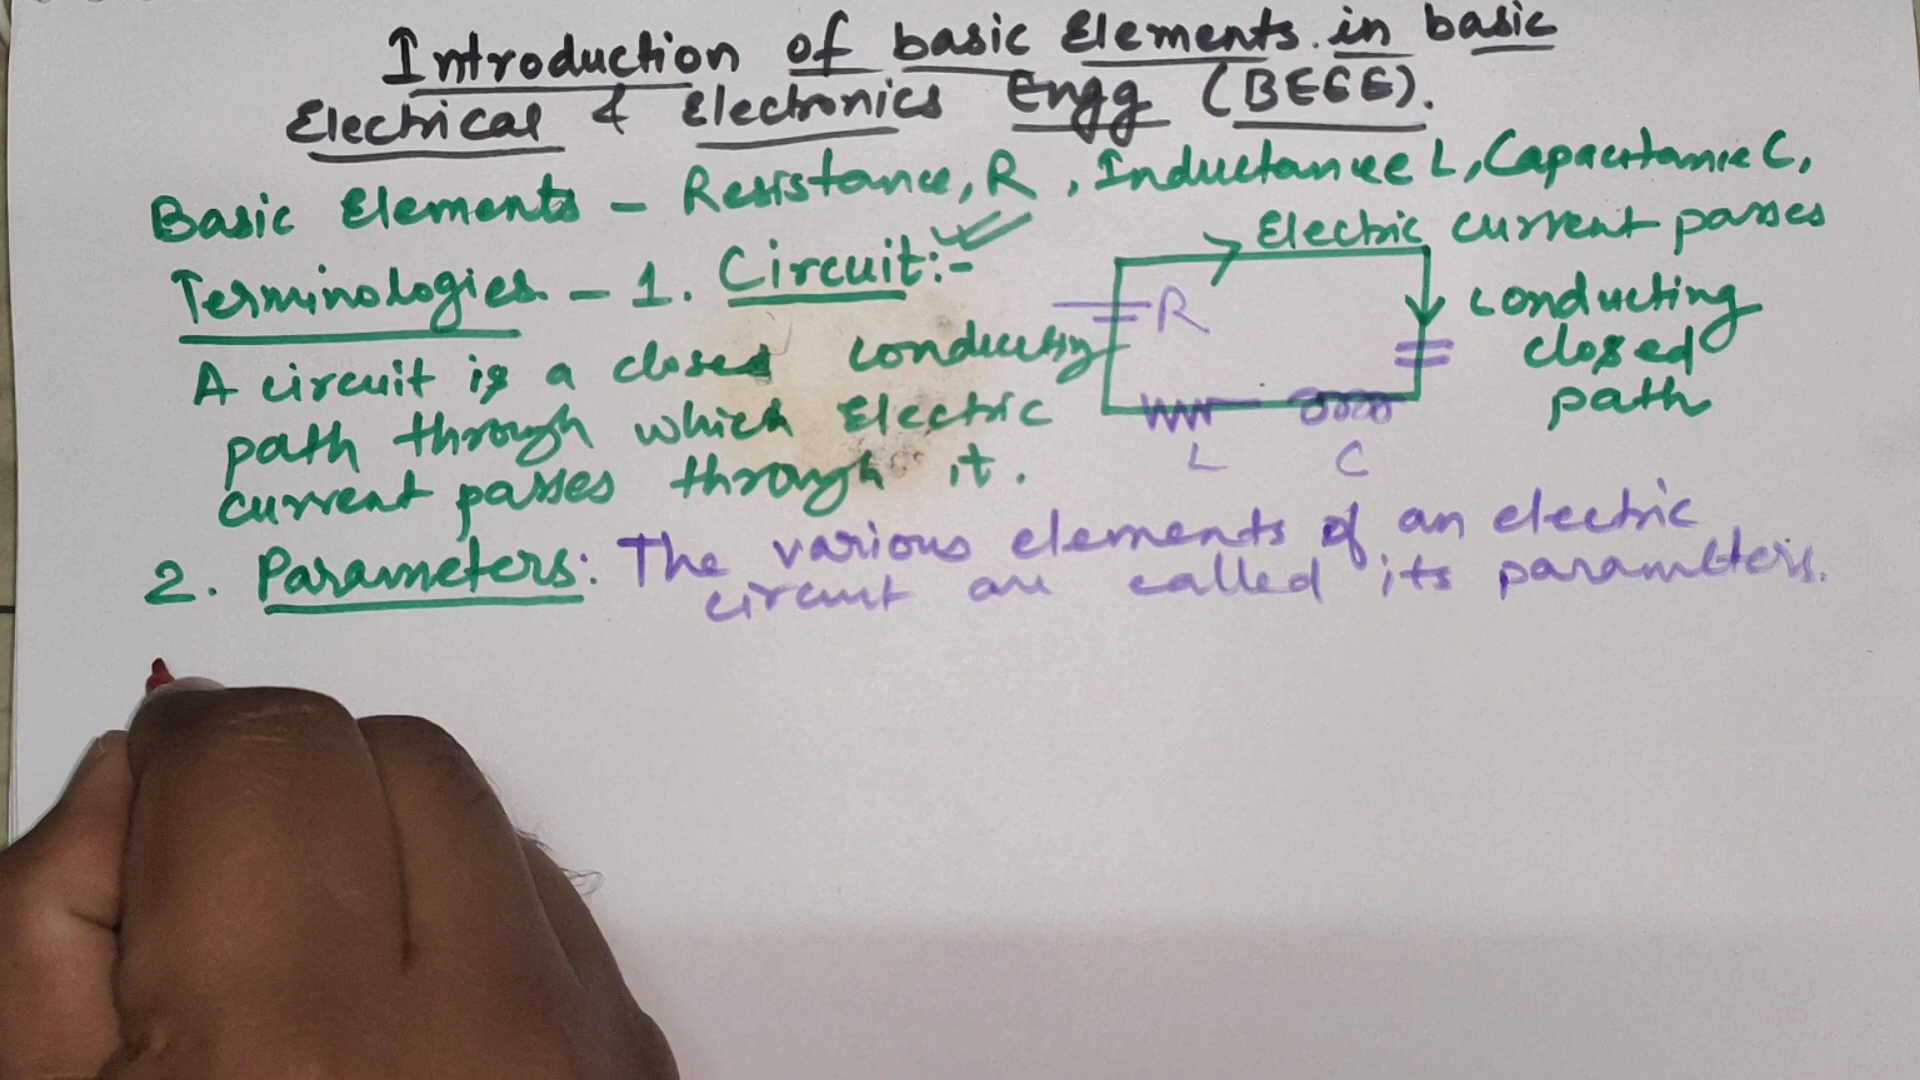 Introduction of basic Elements in basic
Electrical & Electronics Engg (BEEE).
Basic Elements - Resistance, R, Inductance L, Capacitance C,
Terminologies - 1. Circuit:-
A circuit is a closed conducting
path through which Electric
current passes through it.
Electric current passes
conducting
closed
path
R
L C
2. Parameters: The various elements of an electric
circuit are called its parameters.